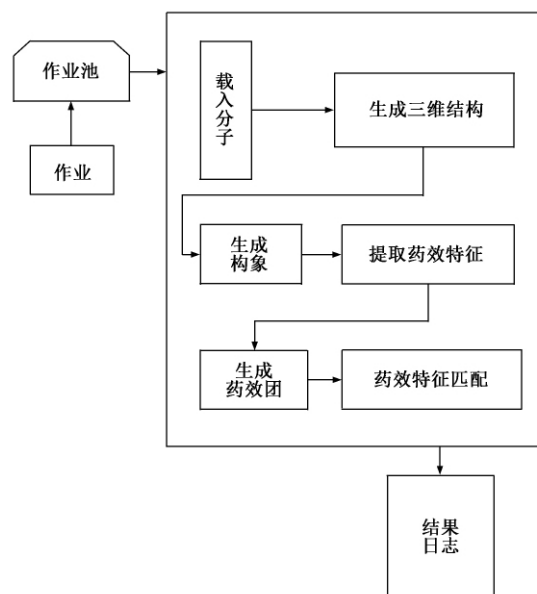 作业池
作业
载入分子
生成三维结构
生成
构象
提取药效特征
生成
药效团
药效特征匹配
结果
日志